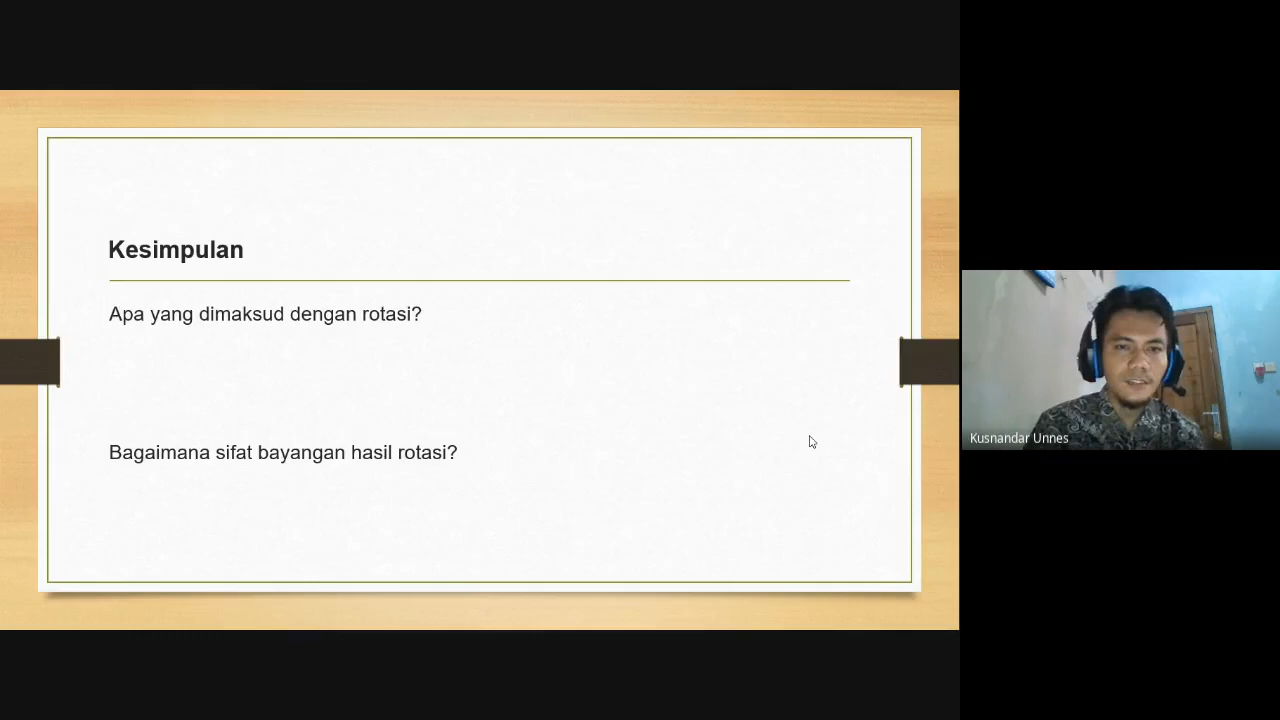 Kesimpulan
Apa yang dimaksud dengan rotasi?
Bagaimana sifat bayangan hasil rotasi?
Kusnandar Unnes